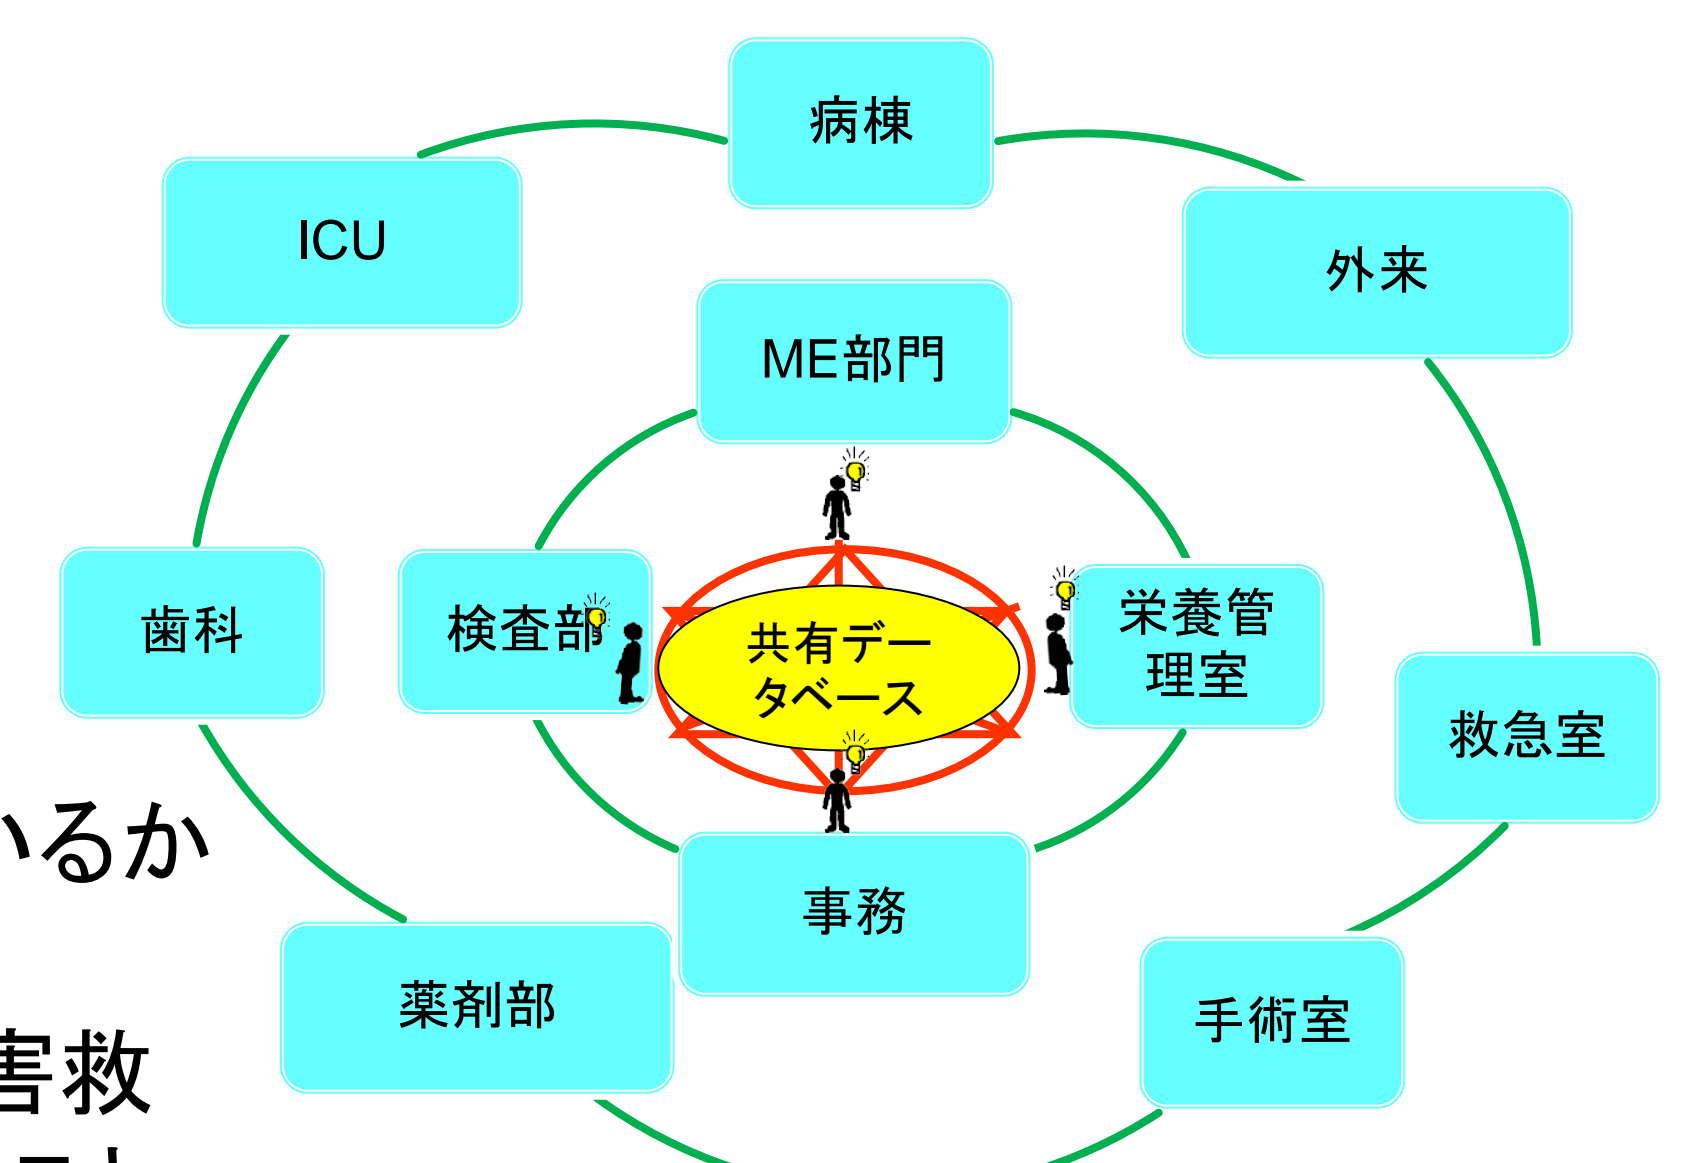 病棟
ICU
外来
ME部門
歯科
検査部
共有デー
タベース
栄養管
理室
救急室
いるか
事務
薬剤部
手術室
害救